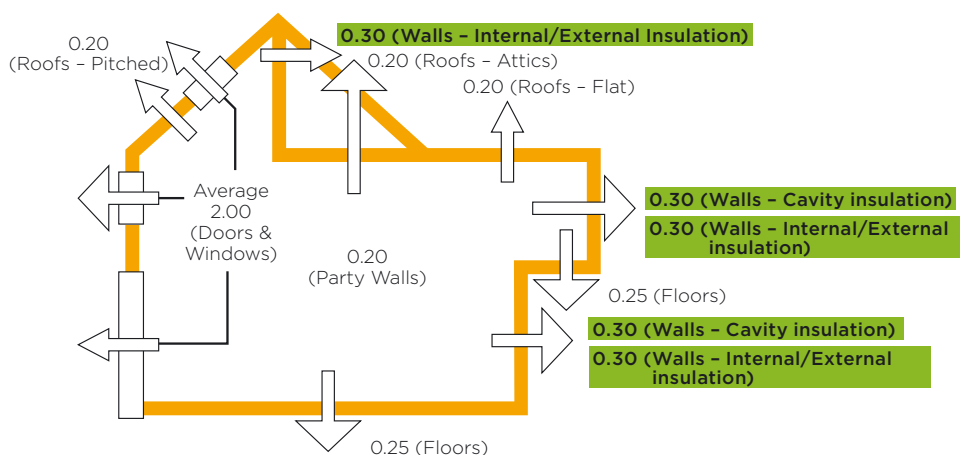 0.20
(Roofs – Pitched)
0.30 (Walls – Internal/External Insulation)
0.20 (Roofs – Attics)
0.20 (Roofs – Flat)
Average
2.00
(Doors &
Windows)
0.20
(Party Walls)
0.30 (Walls – Cavity insulation)
0.30 (Walls – Internal/External
insulation)
0.25 (Floors)
0.30 (Walls – Cavity insulation)
0.30 (Walls – Internal/External
insulation)
0.25 (Floors)